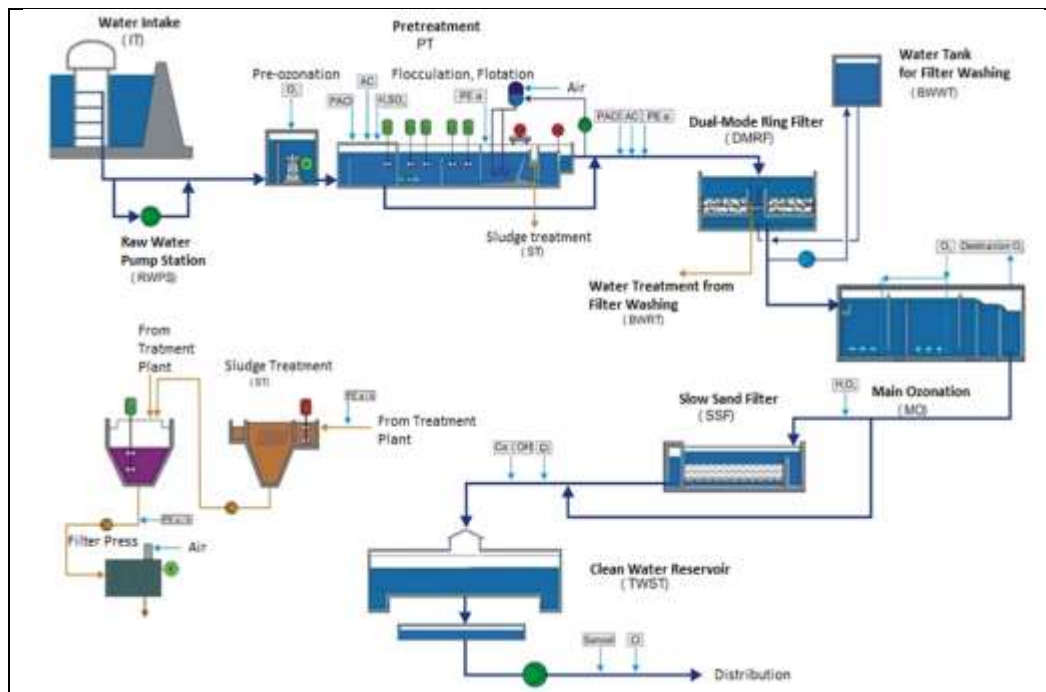 Water Intake
(IT)
Pretreatment
PT
Pre-ozonation
O₃
AC
PACl
H₂SO₄
Flocculation, Flotation
PE a
Air
PACl AC PE a
Water Tank
for Filter Washing
(BWWT)
Dual-Mode Ring Filter
(DMRF)
Raw Water
Pump Station
(RWPS)
Sludge treatment
(ST)
Water Treatment from
Filter Washing
(BWRT)
O₃
From
Tratment
Plant
Sludge Treatment
(ST)
From Treatment
Plant
Slow Sand Filter
(SSF)
H₂O₂
Main Ozonation
(MO)
Filter Press
Air
Clean Water Reservoir
(TWST)
Cl
Distribution